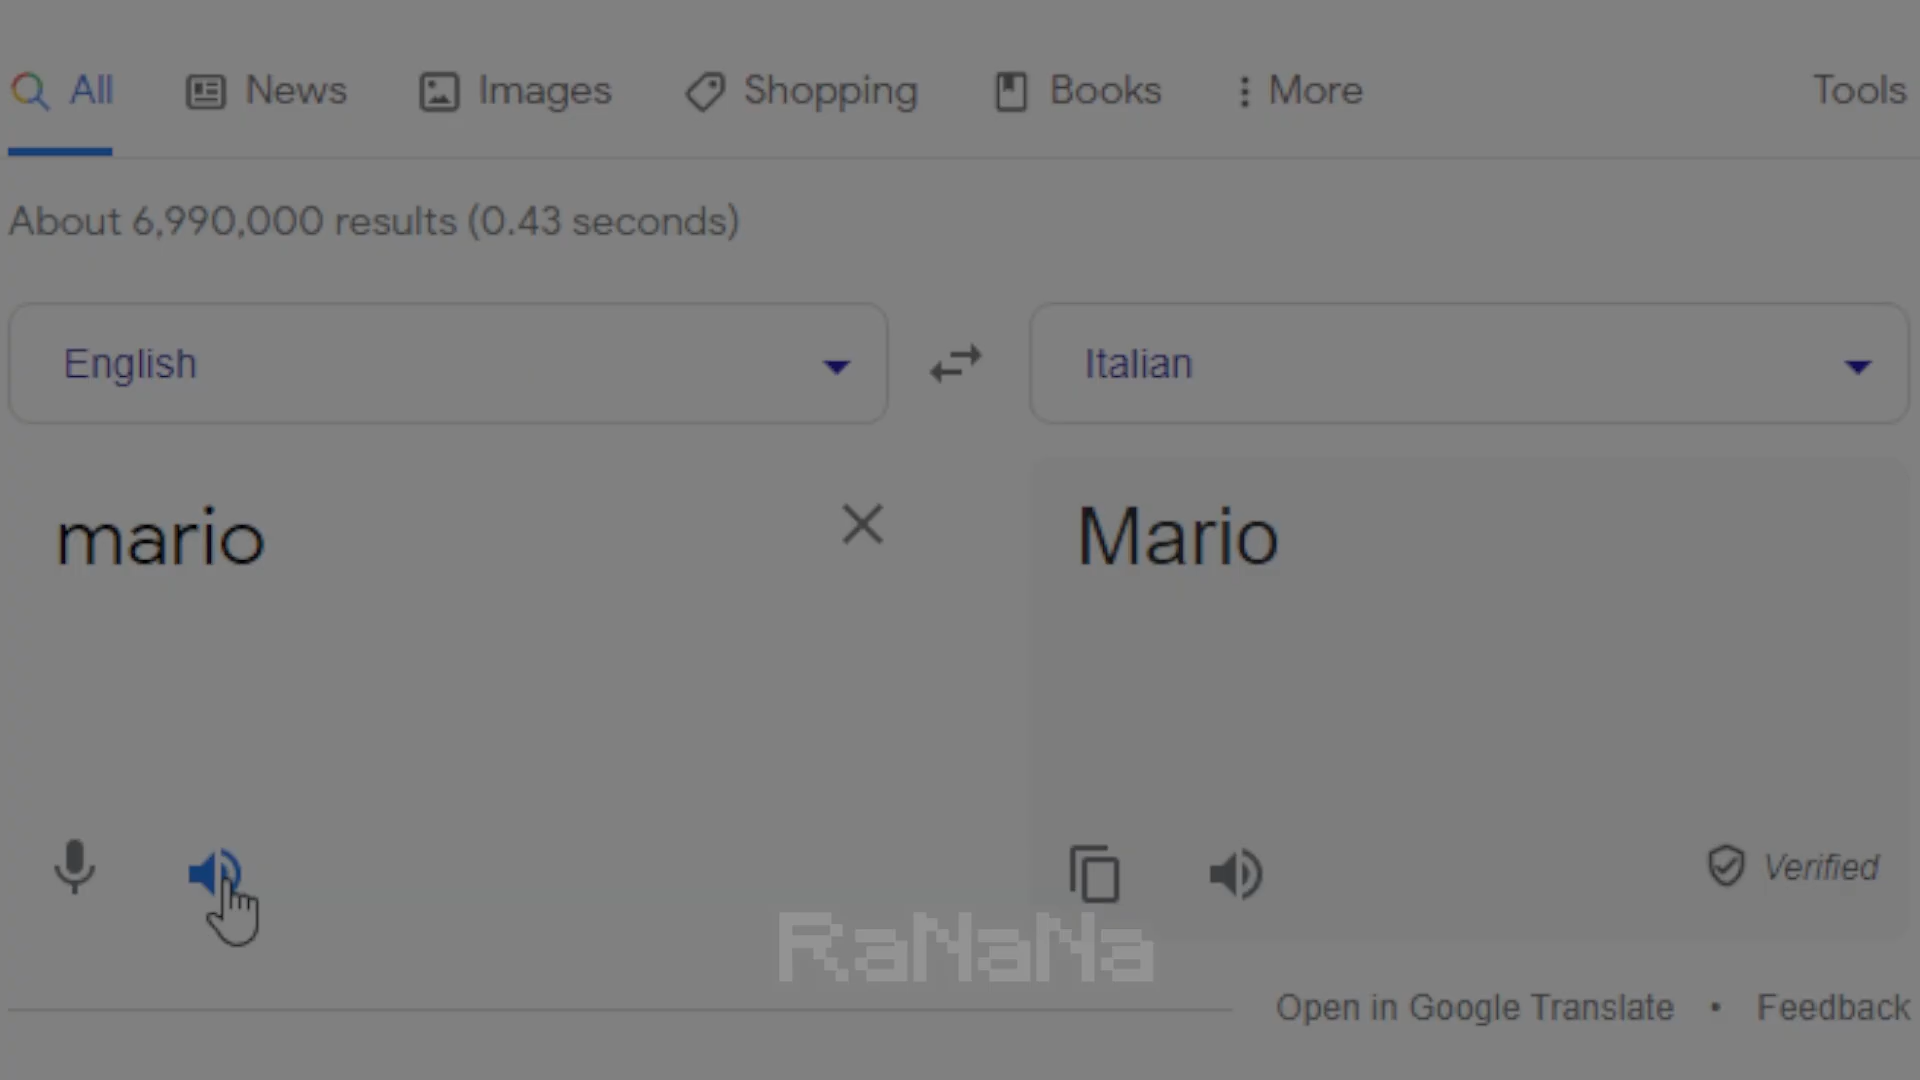 All News Images Shopping Books More Tools
About 6,990,000 results (0.43 seconds)
English Italian
mario Mario
Verified
RaNaNa
Open in Google Translate • Feedback